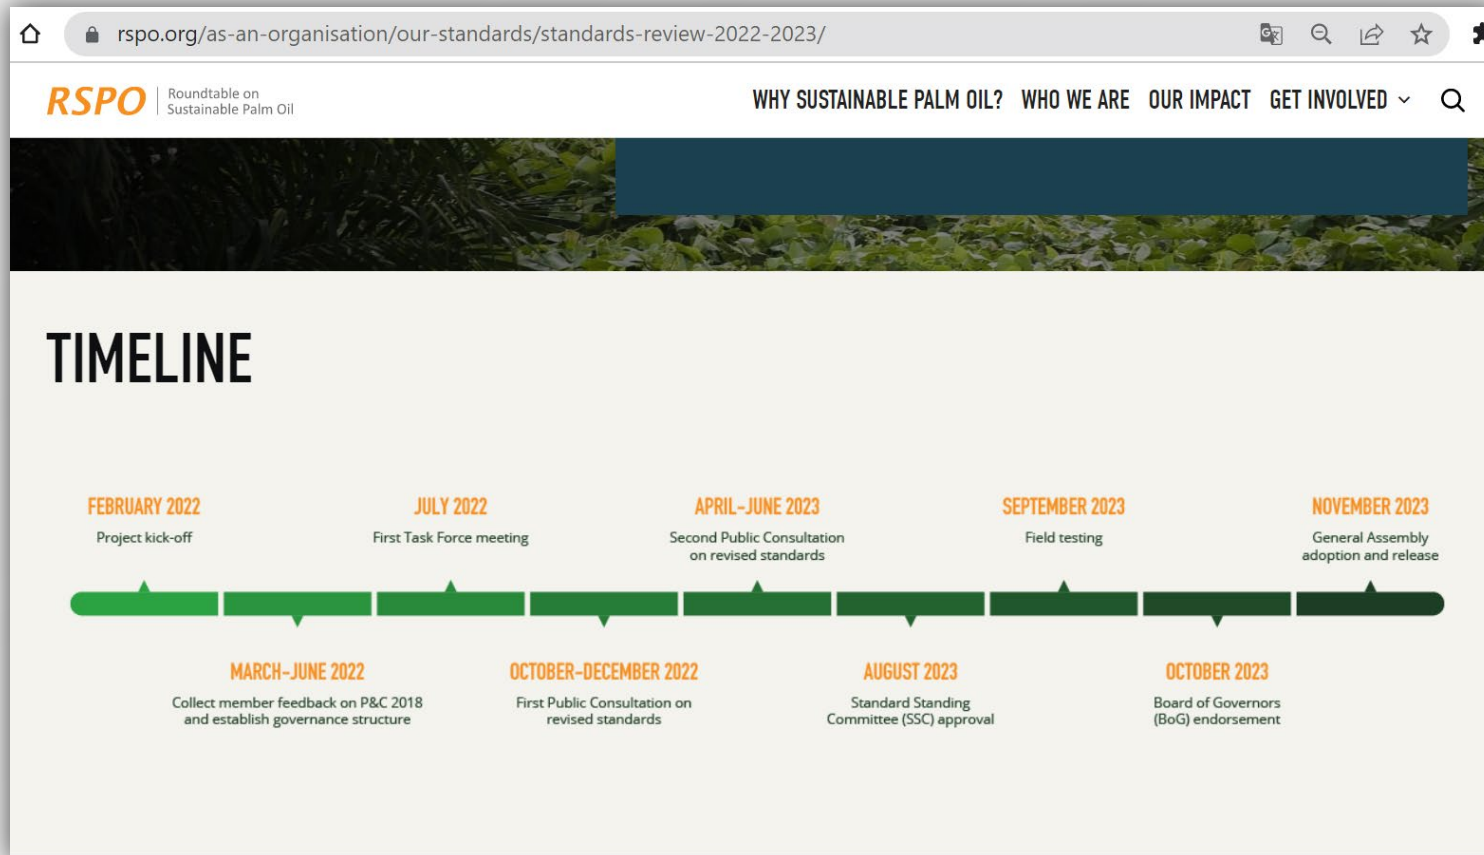 rspo.org/as-an-organisation/our-standards/standards-review-2022-2023/
RSPO
Roundtable on
Sustainable Palm Oil
WHY SUSTAINABLE PALM OIL? WHO WE ARE OUR IMPACT GET INVOLVED
TIMELINE
FEBRUARY 2022
Project kick-off
MARCH-JUNE 2022
Collect member feedback on P&C 2018
and establish governance structure
JULY 2022
First Task Force meeting
OCTOBER-DECEMBER 2022
First Public Consultation on
revised standards
APRIL-JUNE 2023
Second Public Consultation
on revised standards
AUGUST 2023
Standard Standing
Committee (SSC) approval
SEPTEMBER 2023
Field testing
OCTOBER 2023
Board of Governors
(BoG) endorsement
NOVEMBER 2023
General Assembly
adoption and release